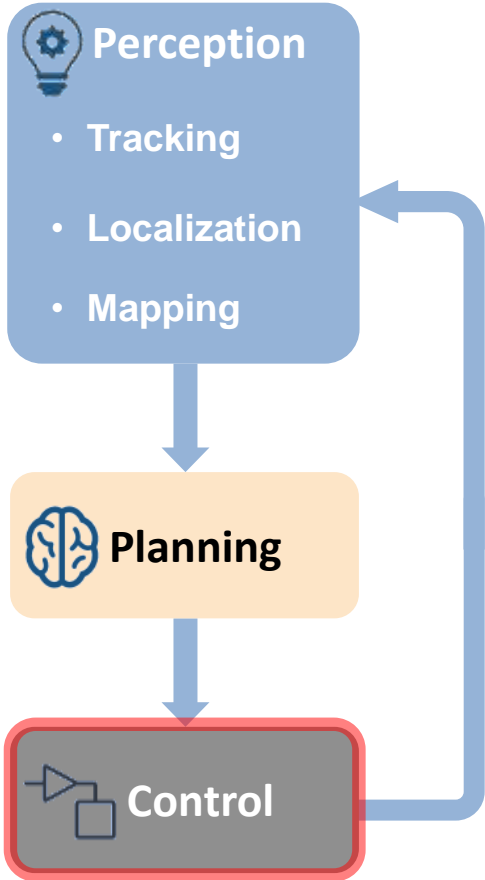 Perception
• Tracking
• Localization
• Mapping
Planning
Control